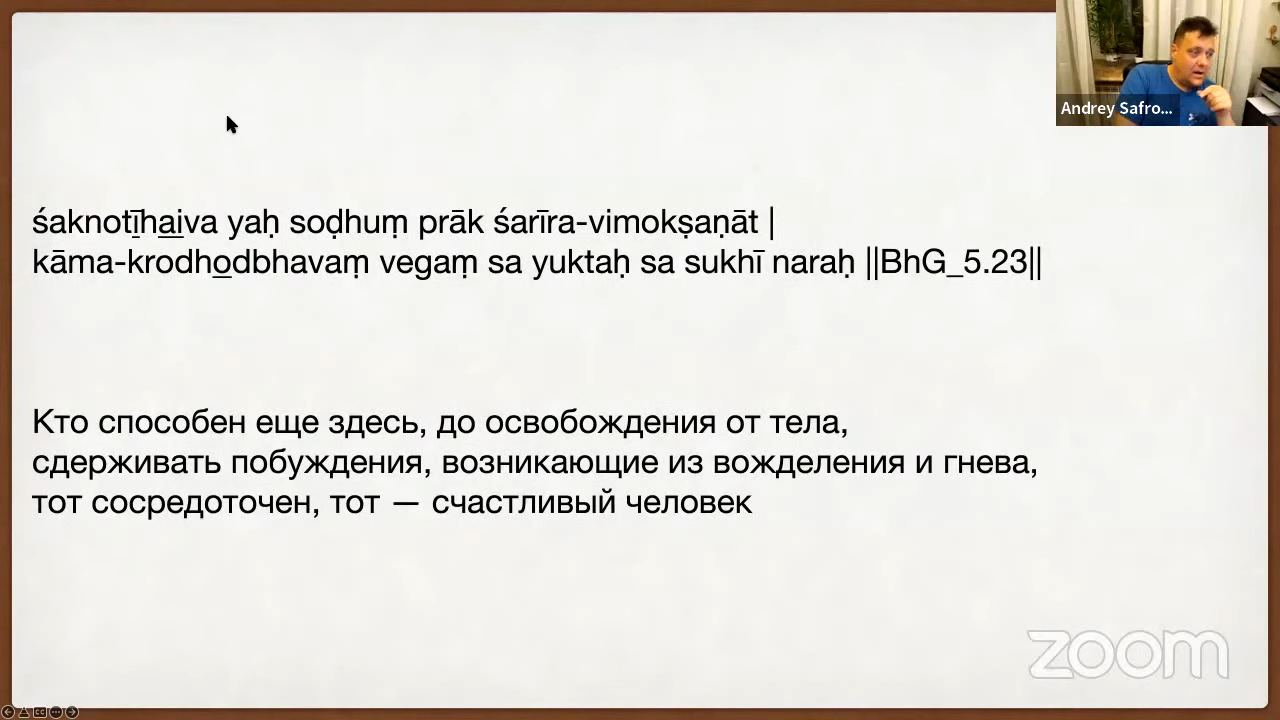 Andrey Safro...
śaknotīhaiva yaḥ soḍhuṃ prāk śarīra-vimokṣaṇāt |
kāma-krodhodbhavaṃ vegaṃ sa yuktaḥ sa sukhī naraḥ ||BhG_5.23||
Кто способен еще здесь, до освобождения от тела,
сдерживать побуждения, возникающие из вожделения и гнева,
тот сосредоточен, тот — счастливый человек
zoom